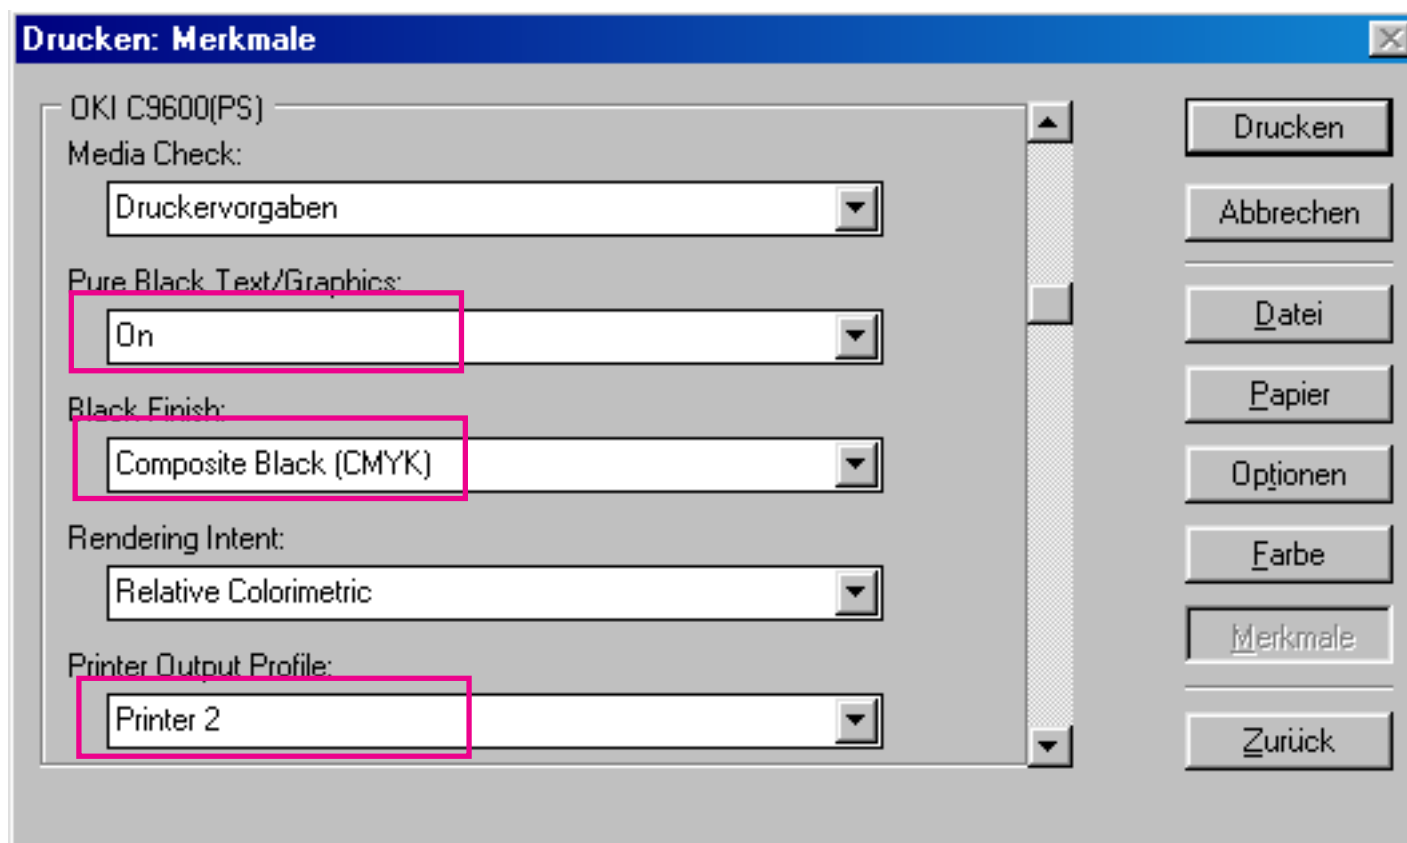 Drucken: Merkmale
OKI C9600(PS)
Media Check:
Druckervorgaben
Pure Black Text/Graphics:
On
Black Finish:
Composite Black (CMYK)
Rendering Intent:
Relative Colorimetric
Printer Output Profile:
Printer 2
Drucken
Abbrechen
Datei
Papier
Optionen
Farbe
Merkmale
Zurück